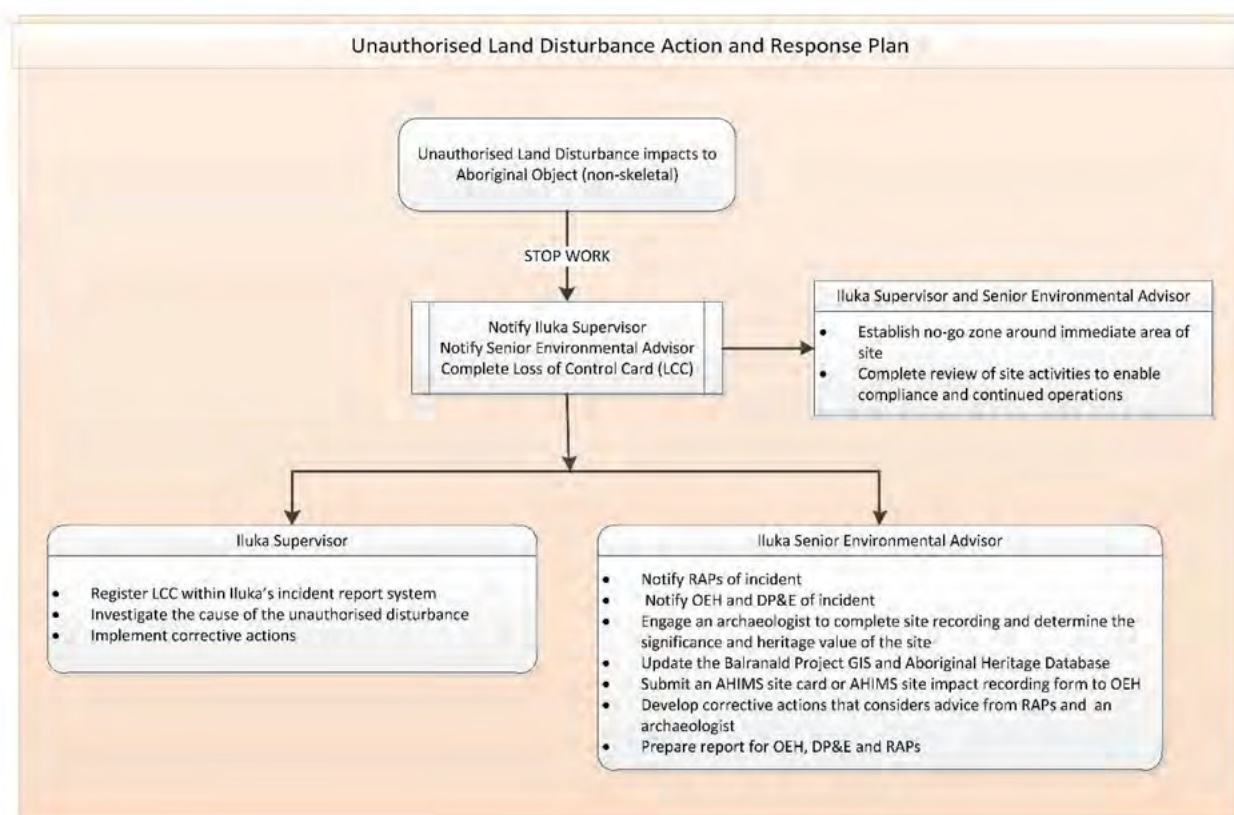 Unauthorised Land Disturbance Action and Response Plan
Unauthorised Land Disturbance impacts to
Aboriginal Object (non-skeletal)
STOP WORK
Notify Iluka Supervisor
Notify Senior Environmental Advisor
Complete Loss of Control Card (LCC)
Iluka Supervisor and Senior Environmental Advisor
• Establish no-go zone around immediate area of
site
• Complete review of site activities to enable
compliance and continued operations
Iluka Supervisor
• Register LCC within Iluka's incident report system
• Investigate the cause of the unauthorised disturbance
• Implement corrective actions
Iluka Senior Environmental Advisor
• Notify RAPs of incident
• Notify OEH and DP&E of incident
• Engage an archaeologist to complete site recording and determine the
significance and heritage value of the site
• Update the Balranald Project GIS and Aboriginal Heritage Database
• Submit an AHIMS site card or AHIMS site impact recording form to OEH
• Develop corrective actions that considers advice from RAPs and an
archaeologist
• Prepare report for OEH, DP&E and RAPs